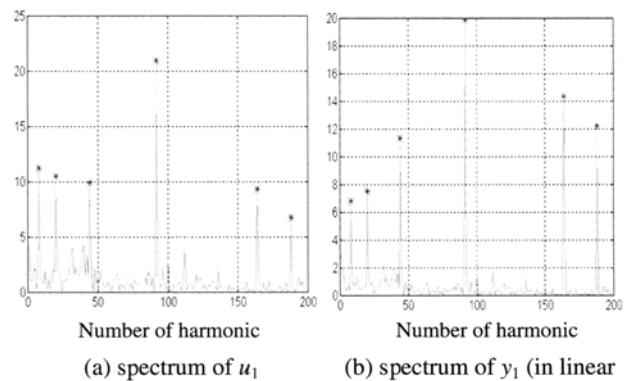 25
20
15
10
5
0
0 50 100 150 200
Number of harmonic
(a) spectrum of u₁
20
18
16
14
12
10
8
6
4
2
0
0 50 100 150 200
Number of harmonic
(b) spectrum of y₁ (in linear